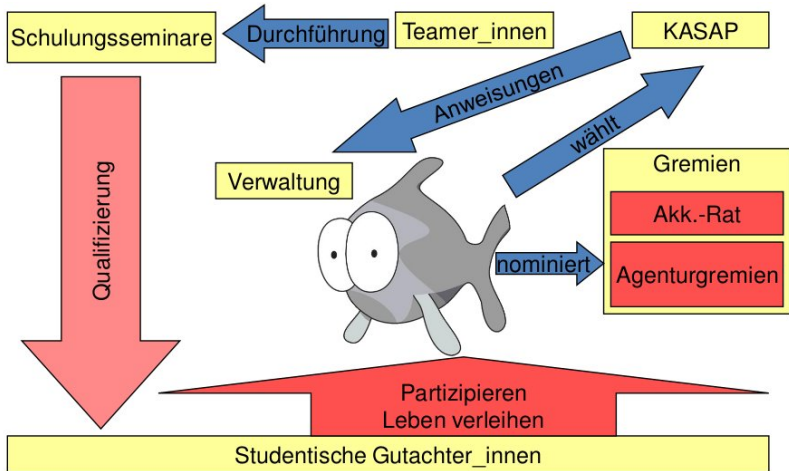 Schulungsseminare
Durchführung
Teamer_innen
KASAP
Anweisungen
wählt
Verwaltung
Gremien
Akk.-Rat
Agenturgremien
nominiert
Qualifizierung
Partizipieren
Leben verleihen
Studentische Gutachter_innen